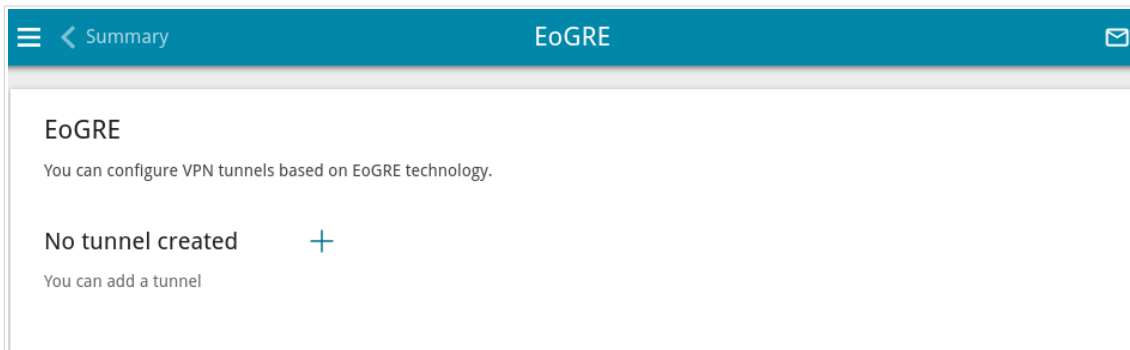 Summary
EoGRE
EoGRE
You can configure VPN tunnels based on EoGRE technology.
No tunnel created
You can add a tunnel